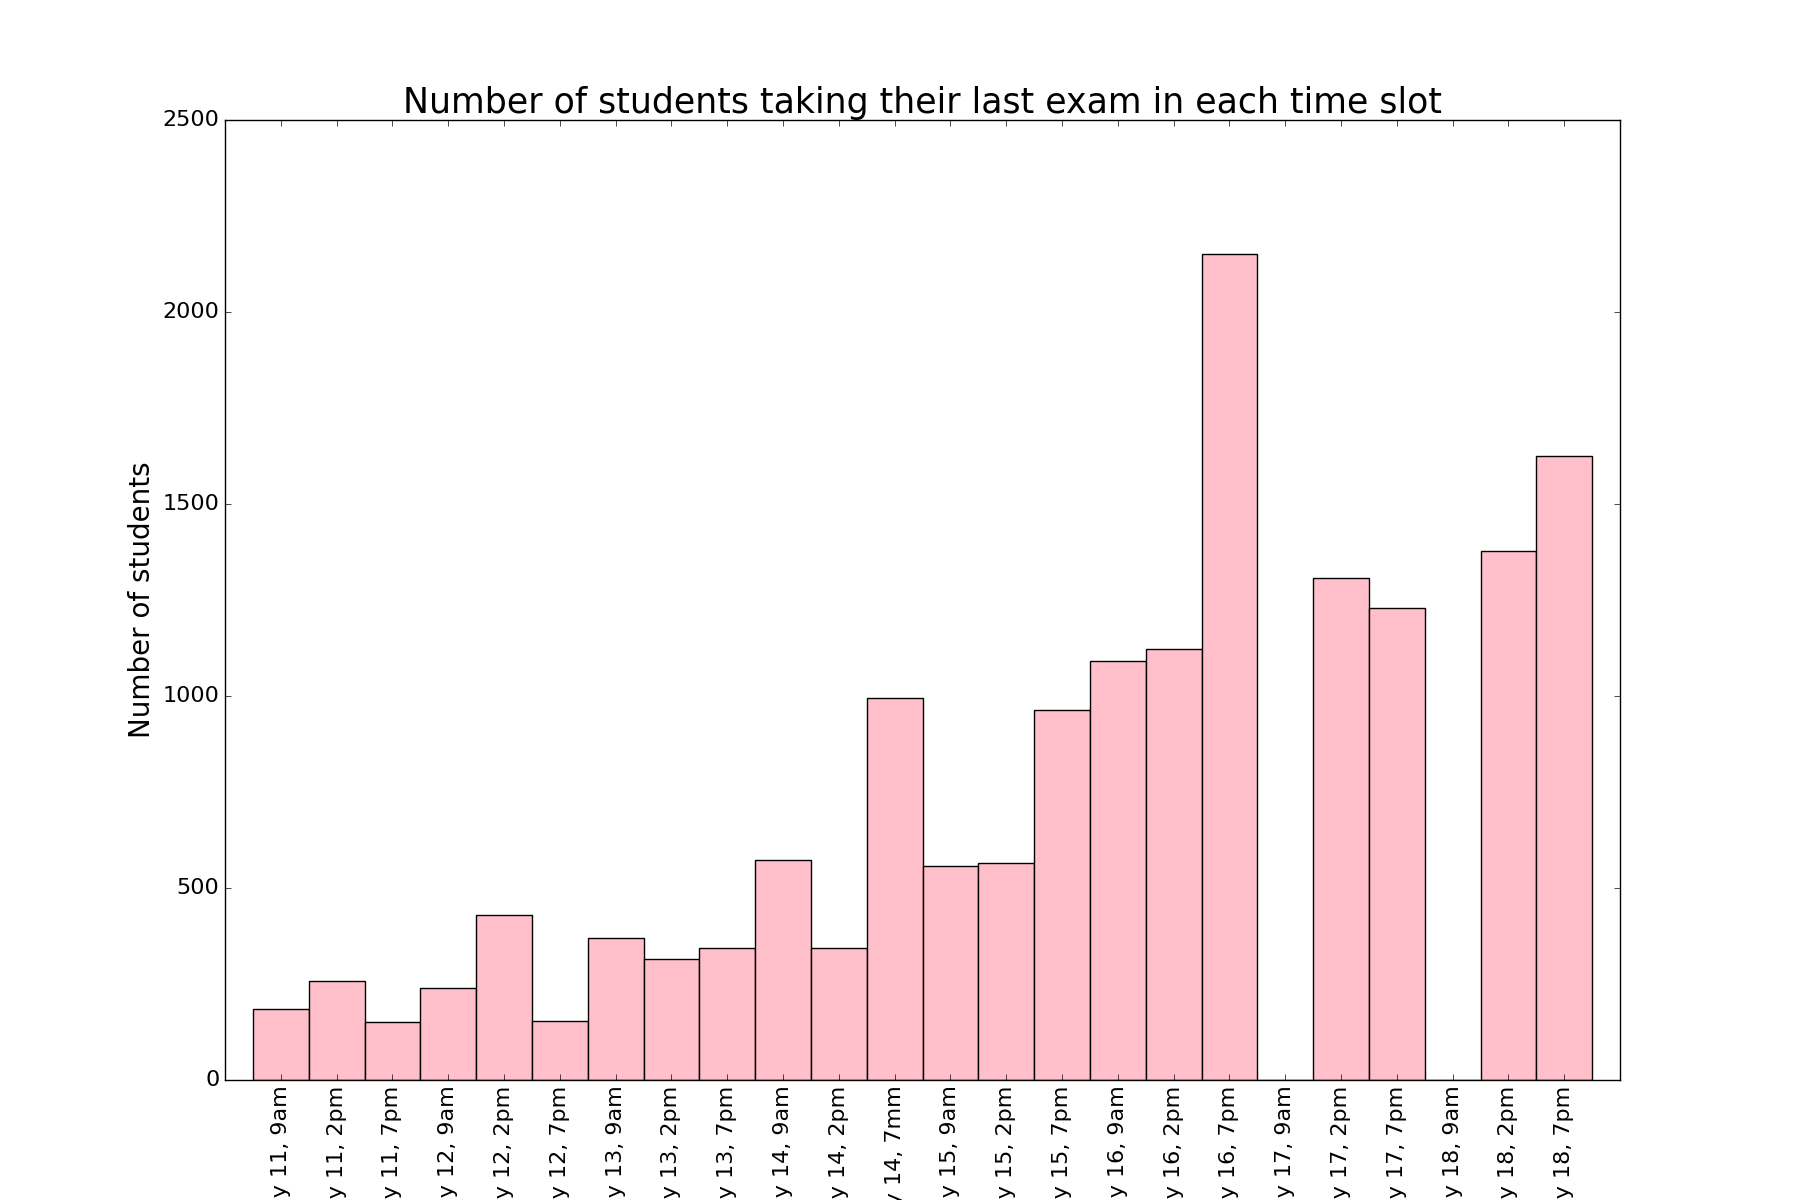 Number of students taking their last exam in each time slot
Number of students
2500
2000
1500
1000
500
0
y 11, 9am
y 11, 2pm
y 11, 7pm
y 12, 9am
y 12, 2pm
y 12, 7pm
y 13, 9am
y 13, 2pm
y 13, 7pm
y 14, 9am
y 14, 2pm
y 14, 7mm
y 15, 9am
y 15, 2pm
y 15, 7pm
y 16, 9am
y 16, 2pm
y 16, 7pm
y 17, 9am
y 17, 2pm
y 17, 7pm
y 18, 9am
y 18, 2pm
y 18, 7pm